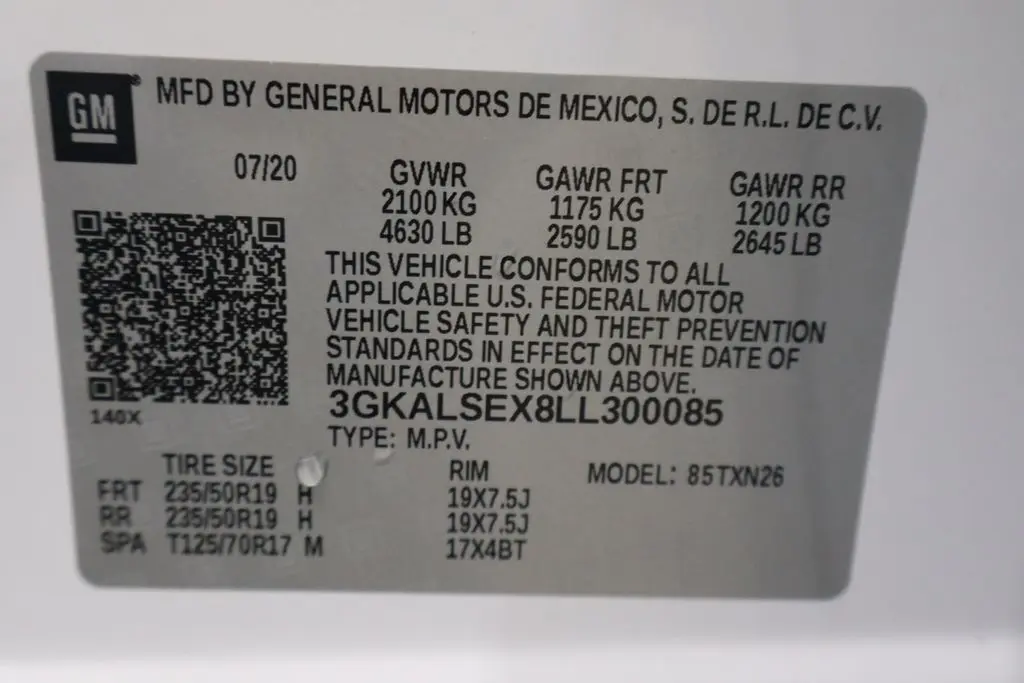 GM ® MFD BY GENERAL MOTORS DE MEXICO, S. DE R.L. DE C.V.
07/20 GVWR GAWR FRT GAWR RR
2100 KG 1175 KG 1200 KG
4630 LB 2590 LB 2645 LB
THIS VEHICLE CONFORMS TO ALL
APPLICABLE U.S. FEDERAL MOTOR
VEHICLE SAFETY AND THEFT PREVENTION
STANDARDS IN EFFECT ON THE DATE OF
MANUFACTURE SHOWN ABOVE.
3GKALSEX8LL300085
140X
TYPE: M.P.V.
TIRE SIZE RIM MODEL: 85TXN26
FRT 235/50R19 H 19X7.5J
RR 235/50R19 H 19X7.5J
SPA T125/70R17 M 17X4BT